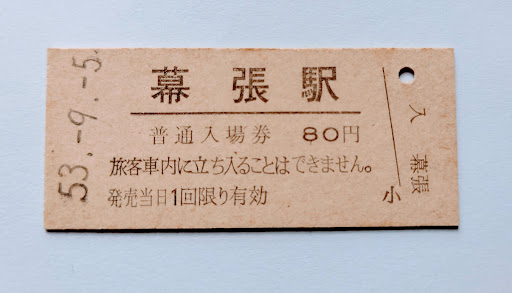 53.-9.-5.
幕張駅
普通入場券 80円
旅客車内に立ち入ることはできません。
発売当日1回限り有効
入
幕張
小